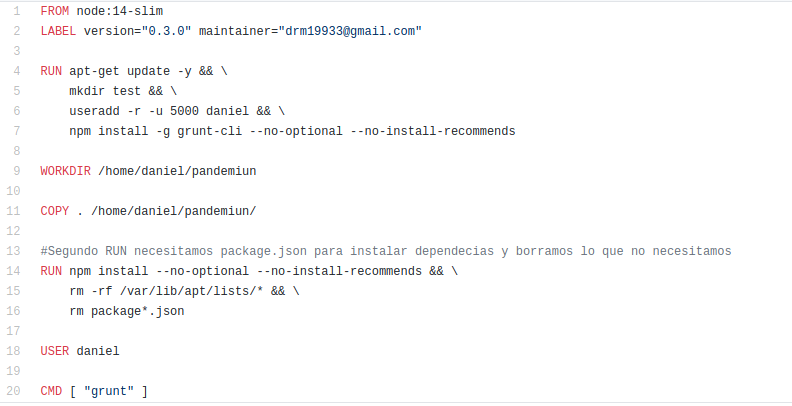 1 FROM node:14-slim
2 LABEL version="0.3.0" maintainer="drm19933@gmail.com"
3
4 RUN apt-get update -y && \
5 mkdir test && \
6 useradd -r -u 5000 daniel && \
7 npm install -g grunt-cli --no-optional --no-install-recommends
8
9 WORKDIR /home/daniel/pandemiun
10
11 COPY . /home/daniel/pandemiun/
12
13 #Segundo RUN necesitamos package.json para instalar dependecias y borramos lo que no necesitamos
14 RUN npm install --no-optional --no-install-recommends && \
15 rm -rf /var/lib/apt/lists/* && \
16 rm package*.json
17
18 USER daniel
19
20 CMD [ "grunt" ]